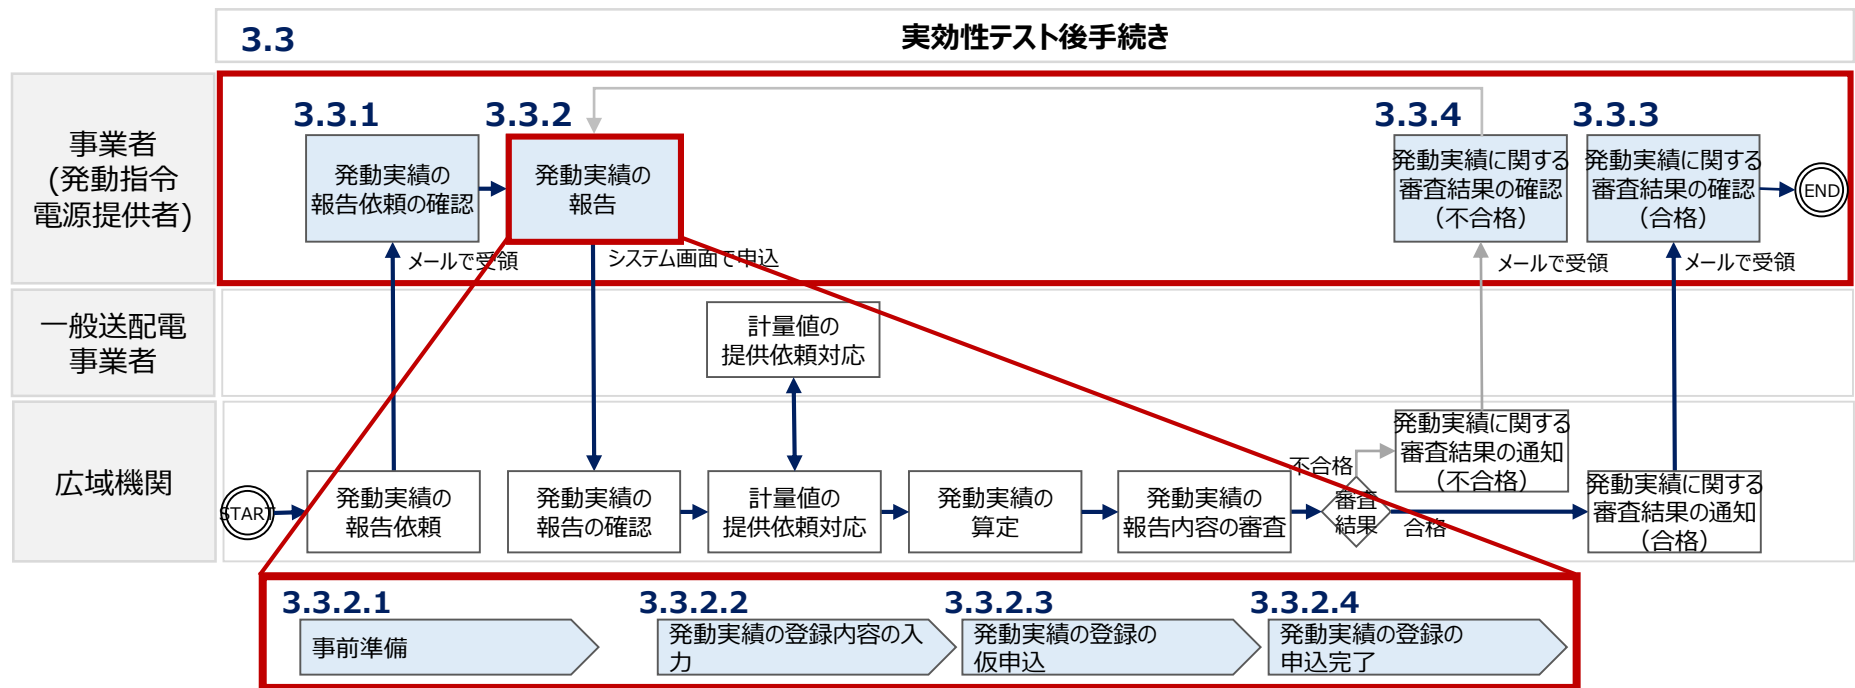 3.3
実効性テスト後手続き
事業者
(発動指令
電源提供者)
3.3.1
発動実績の
報告依頼の確認
3.3.2
発動実績の
報告
3.3.4
発動実績に関する
審査結果の確認
（不合格）
3.3.3
発動実績に関する
審査結果の確認
（合格）
END
メールで受領
システム画面で申込
メールで受領
メールで受領
一般送配電
事業者
計量値の
提供依頼対応
広域機関
START
発動実績の
報告依頼
発動実績の
報告の確認
計量値の
提供依頼対応
発動実績の
算定
発動実績の
報告内容の審査
審査
結果
不合格
合格
発動実績に関する
審査結果の通知
（不合格）
発動実績に関する
審査結果の通知
（合格）
3.3.2.1
事前準備
3.3.2.2
発動実績の登録内容の入
力
3.3.2.3
発動実績の登録の
仮申込
3.3.2.4
発動実績の登録の
申込完了